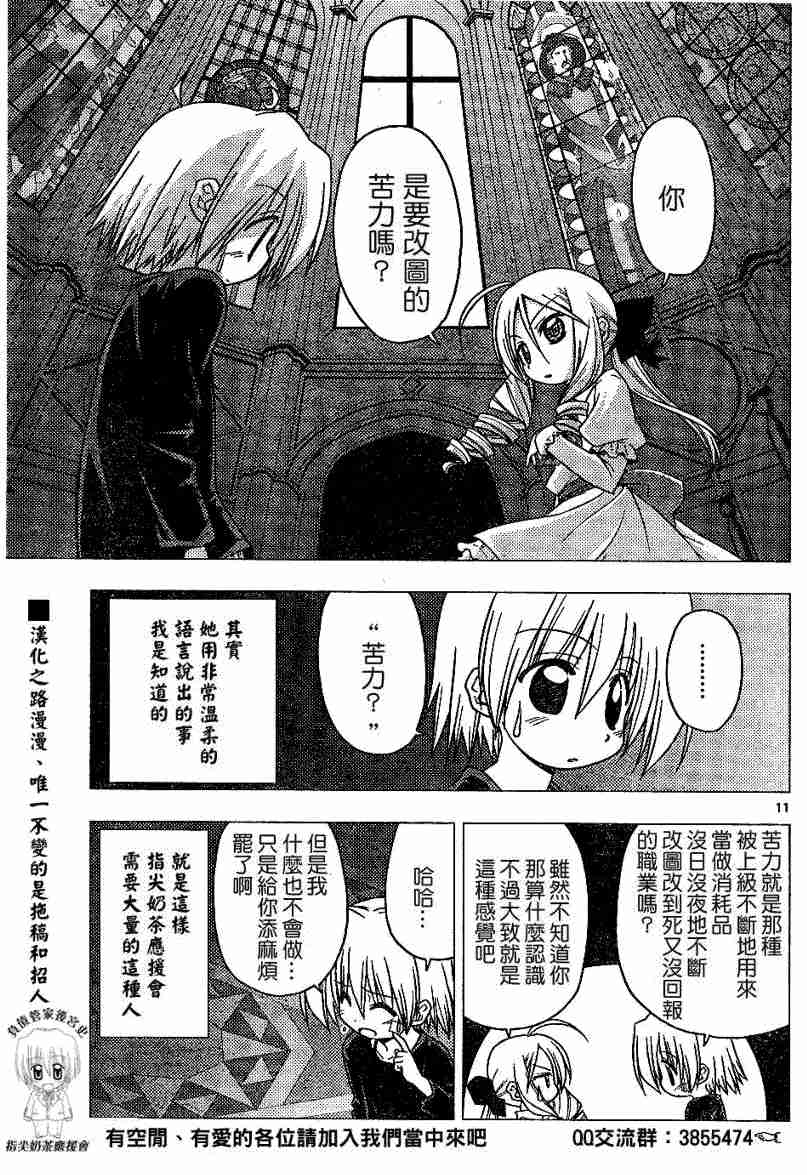 你
是要改圖的
苦力嗎？
………
“苦力？”
其實
她用非常溫柔的
語言說出的事
我是知道的
11
苦力就是那種
被上級不斷地用來
當做消耗品
沒日沒夜地不斷
改圖改到死又沒回報
的職業嗎？
雖然不知道你
那算什麼認識
不過大致就是
這種感覺吧
哈哈…
但是我
什麼也不會做…
只是給你添麻煩
罷了啊
就是這樣
指尖奶茶應援會
需要大量的這種人
■漢化之路漫漫、唯一不變的是拖稿和招人
負債管家後宮史
指尖奶茶應援會
有空閒、有愛的各位請加入我們當中來吧
QQ交流群：3855474